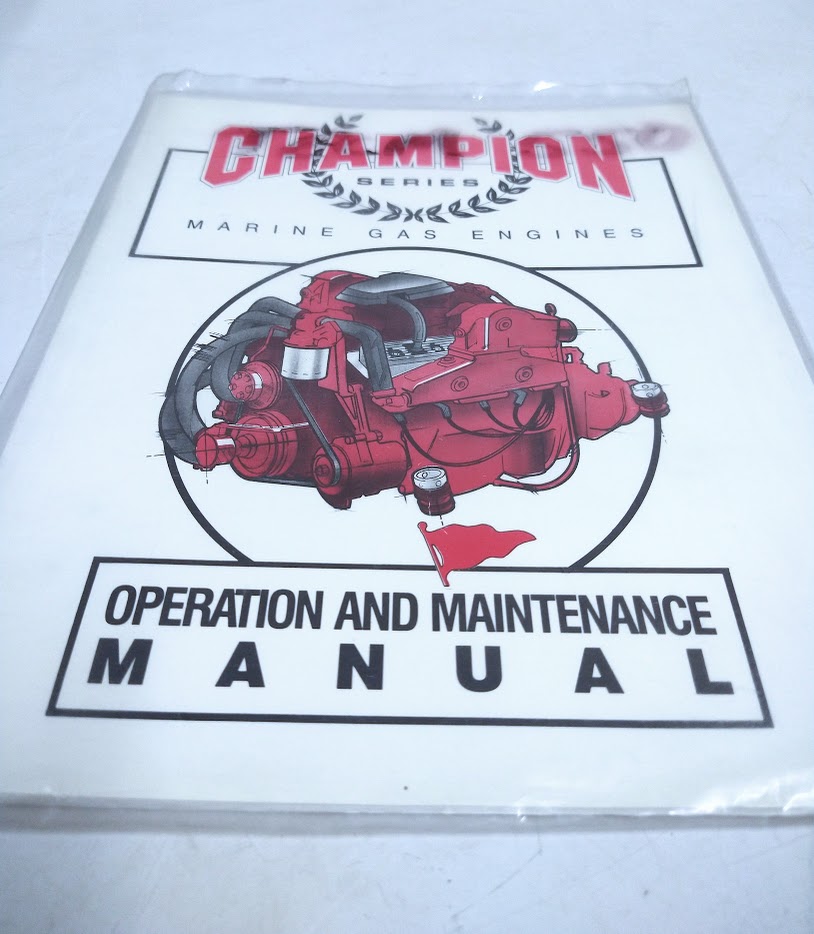 CHAMPION
SERIES
MARINE GAS ENGINES
OPERATION AND MAINTENANCE
MANUAL